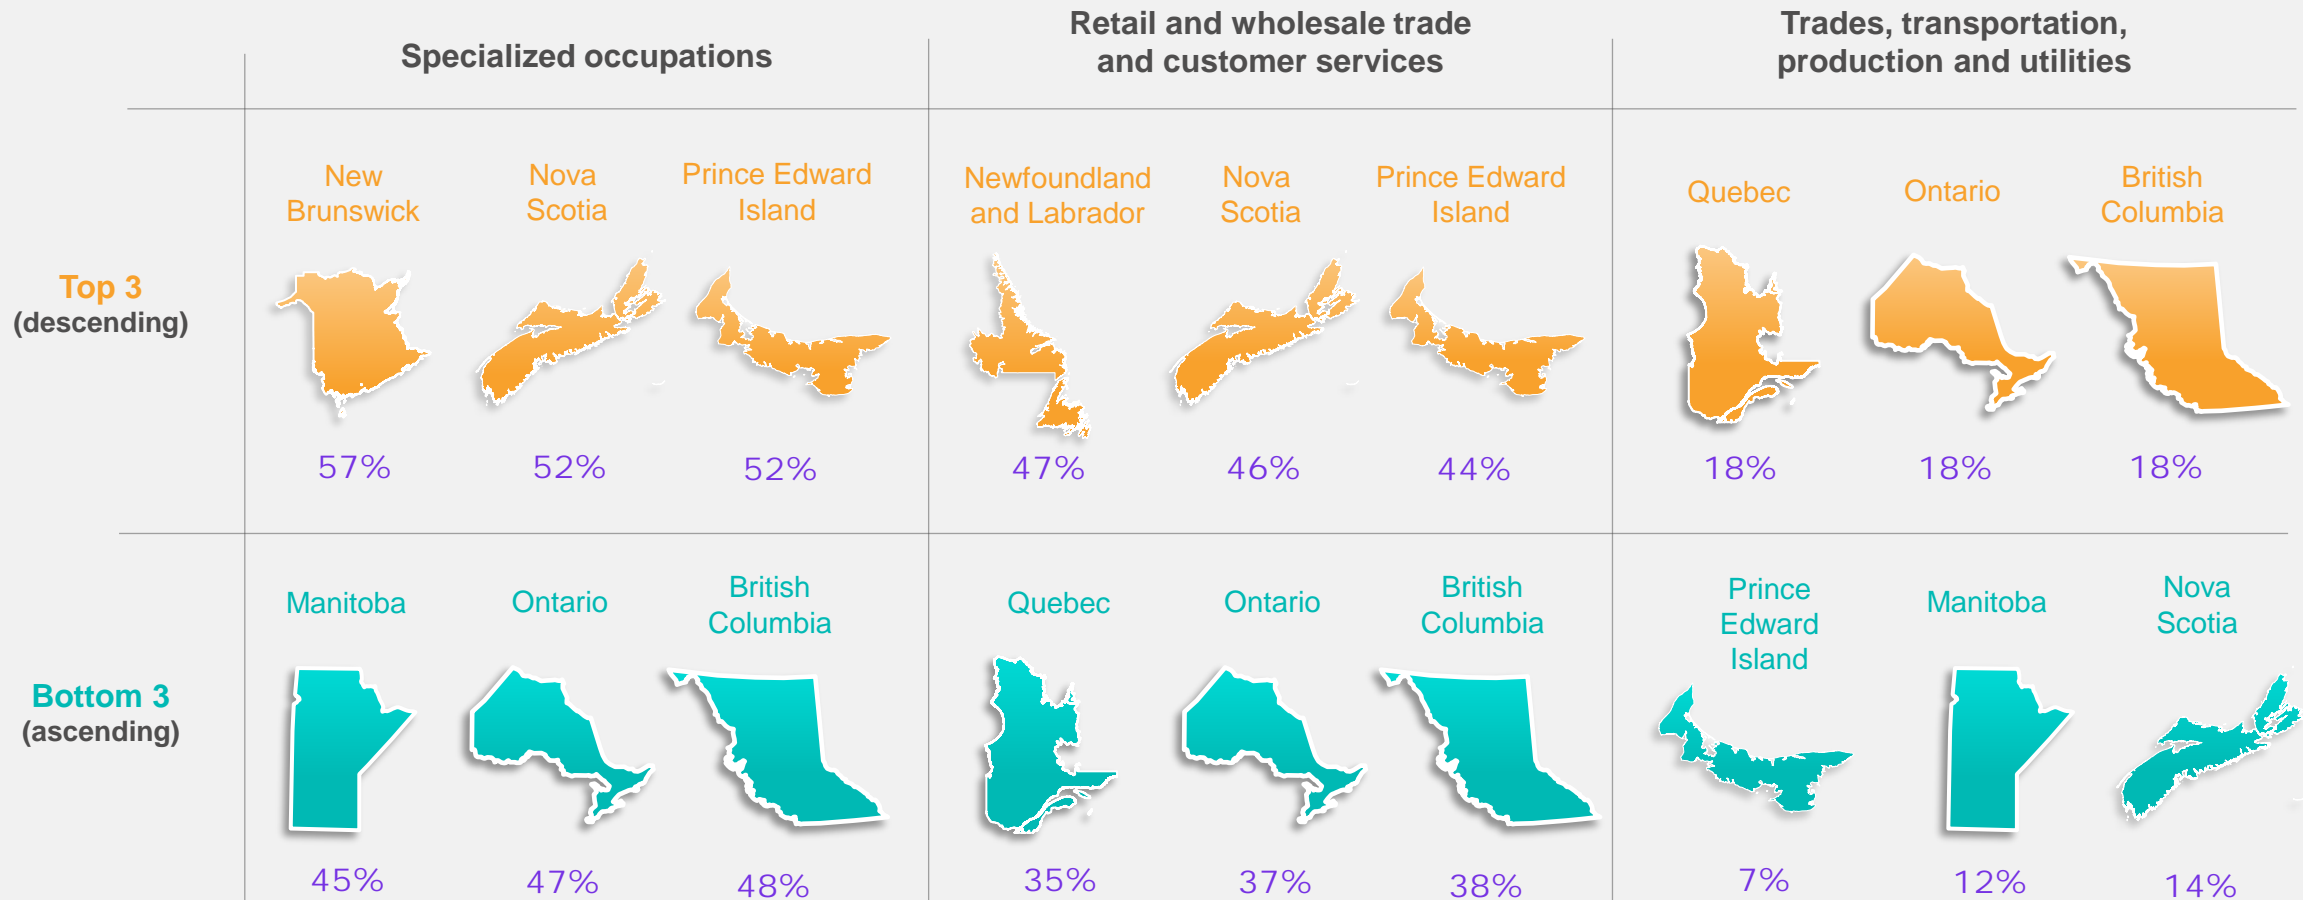 Specialized occupations
Retail and wholesale trade
and customer services
Trades, transportation,
production and utilities
Top 3
(descending)
New
Brunswick
57%
Nova
Scotia
52%
Prince Edward
Island
52%
Newfoundland
and Labrador
47%
Nova
Scotia
46%
Prince Edward
Island
44%
Quebec
18%
Ontario
18%
British
Columbia
18%
Bottom 3
(ascending)
Manitoba
45%
Ontario
47%
British
Columbia
48%
Quebec
35%
Ontario
37%
British
Columbia
38%
Prince
Edward
Island
7%
Manitoba
12%
Nova
Scotia
14%